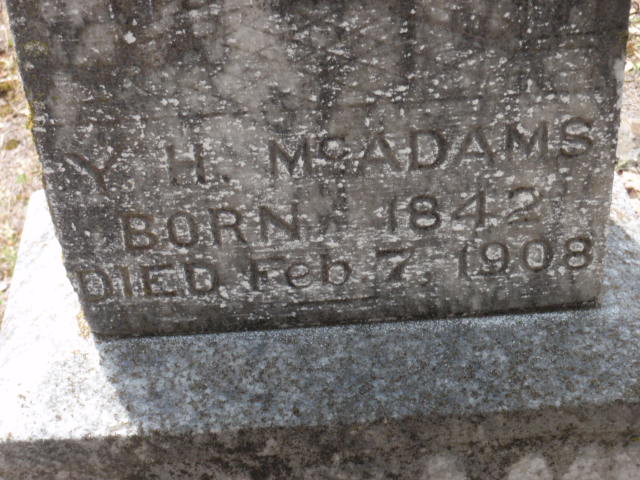 Y. H. McADAMS
BORN 1842
DIED Feb 7, 1908